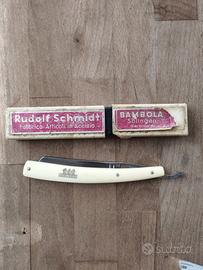 Rudolf Schmidt
Fabbrica Articoli in Acciaio
BAMBOLA
Solingen
subito